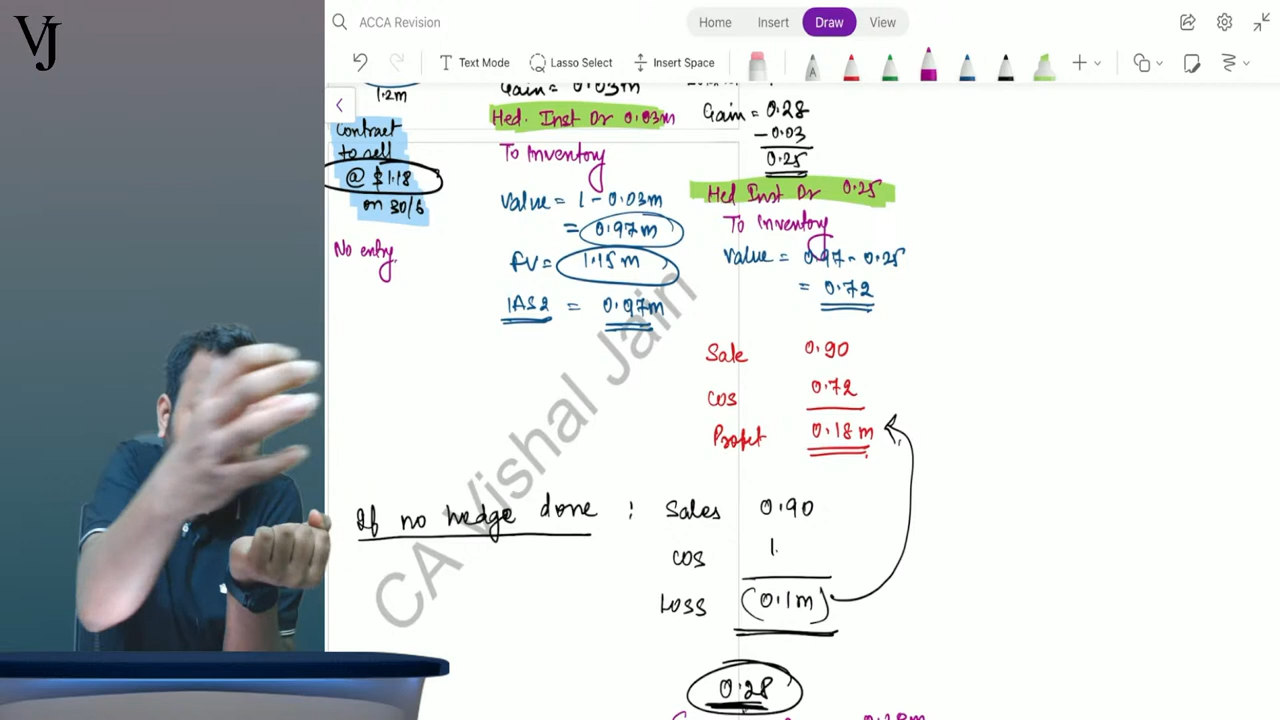 VJ
ACCA Revision
Home Insert Draw View
Text Mode Lasso Select Insert Space
1.2m
Contract
to sell
@ $1.18
on 30/6
No entry.
Gain = 0.03m
Hed. Inst Dr 0.03m
To Inventory
Value = 1 - 0.03m
= 0.97m
FV = 1.15m
IAS2 = 0.97m
Gain = 0.28
-0.03
0.25
Hed Inst Dr 0.25
To Inventory
Value = 0.97 - 0.25
= 0.72
Sale 0.90
COS 0.72
Profit 0.18m
If no hedge done : Sales 0.90
COS 1.
Loss (0.1m)
0.28
CA Vishal Jain